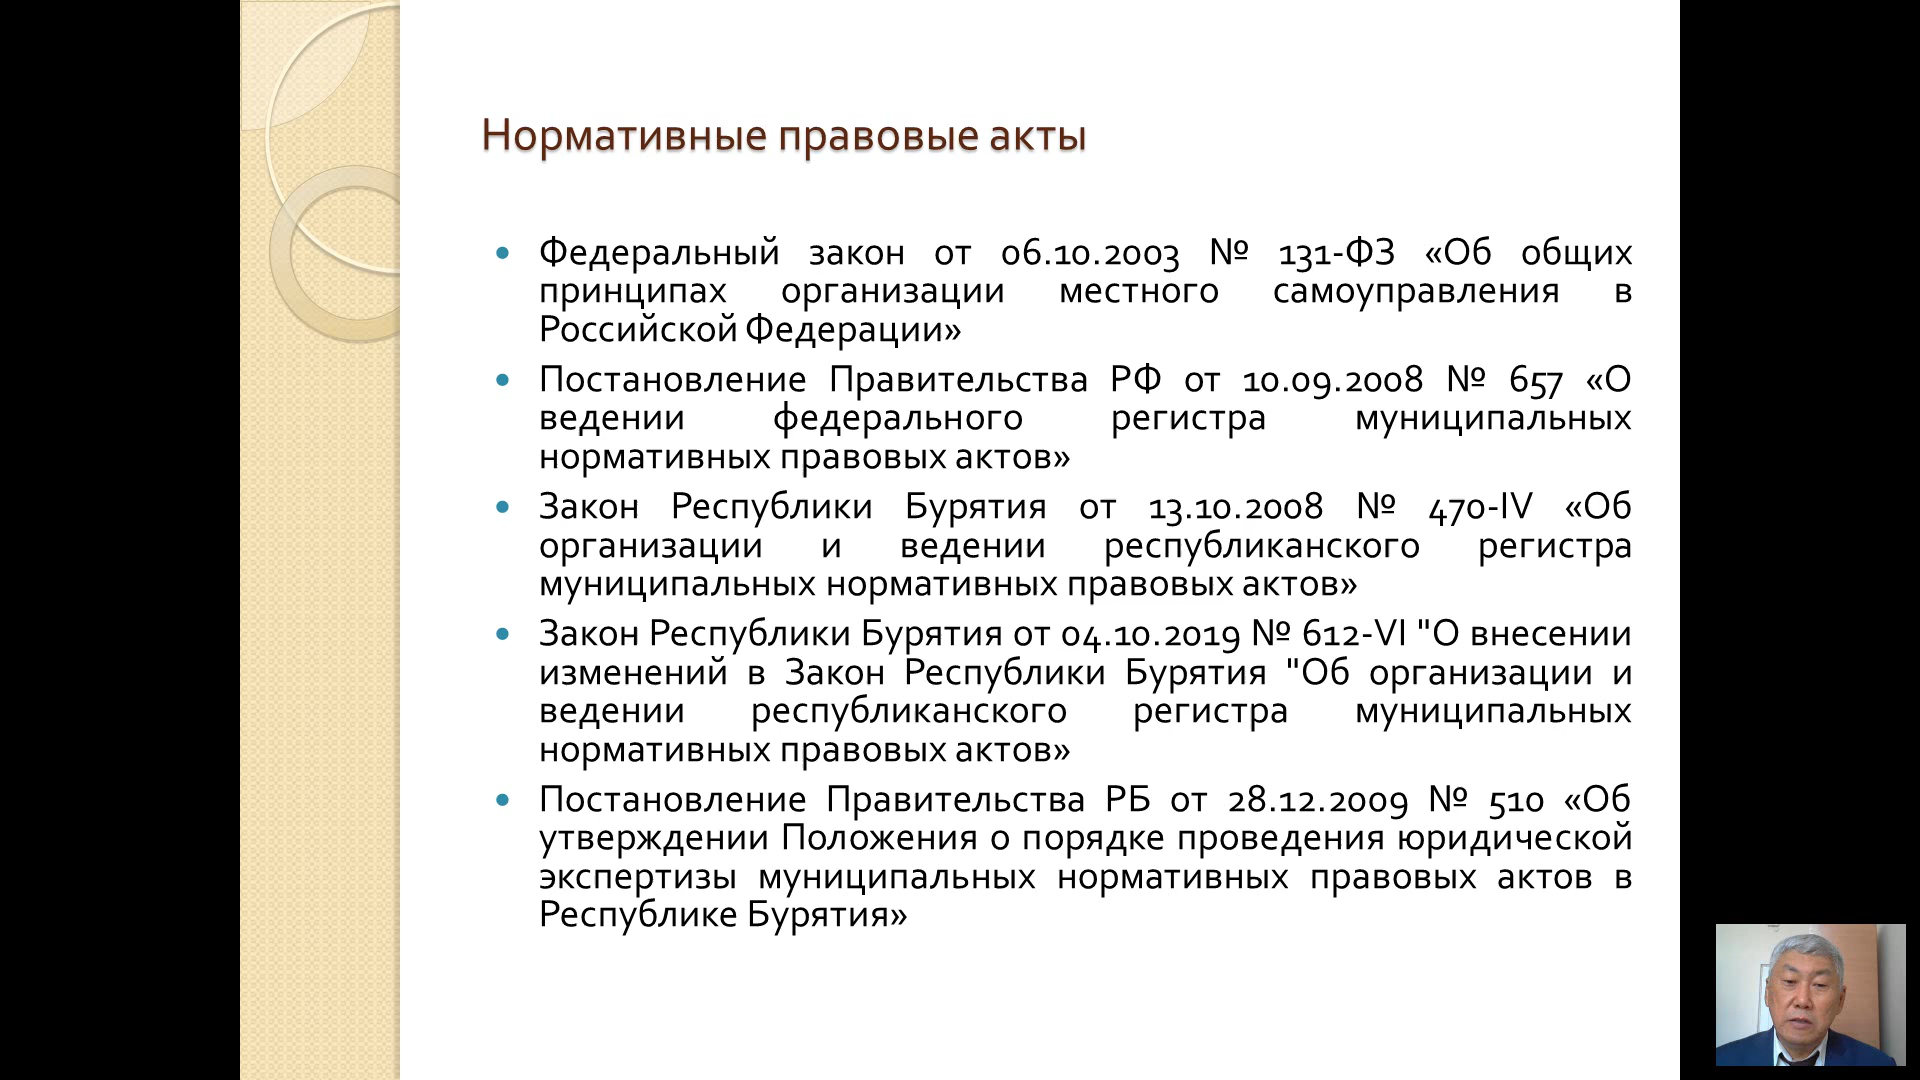 Нормативные правовые акты
Федеральный закон от 06.10.2003 № 131-ФЗ «Об общих
принципах организации местного самоуправления в
Российской Федерации»
Постановление Правительства РФ от 10.09.2008 № 657 «О
ведении федерального регистра муниципальных
нормативных правовых актов»
Закон Республики Бурятия от 13.10.2008 № 470-IV «Об
организации и ведении республиканского регистра
муниципальных нормативных правовых актов»
Закон Республики Бурятия от 04.10.2019 № 612-VI "О внесении
изменений в Закон Республики Бурятия "Об организации и
ведении республиканского регистра муниципальных
нормативных правовых актов»
Постановление Правительства РБ от 28.12.2009 № 510 «Об
утверждении Положения о порядке проведения юридической
экспертизы муниципальных нормативных правовых актов в
Республике Бурятия»